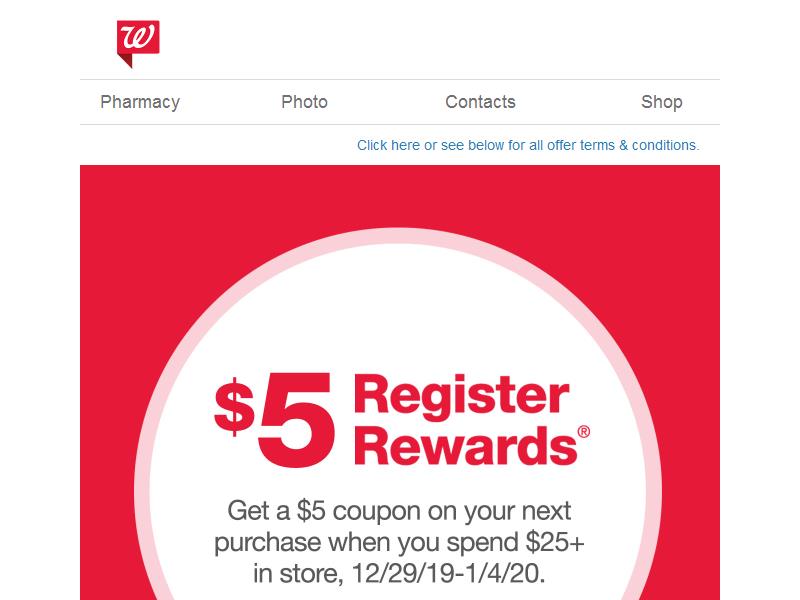 W
Pharmacy Photo Contacts Shop
Click here or see below for all offer terms & conditions.
$5 Register
Rewards®
Get a $5 coupon on your next
purchase when you spend $25+
in store, 12/29/19-1/4/20.